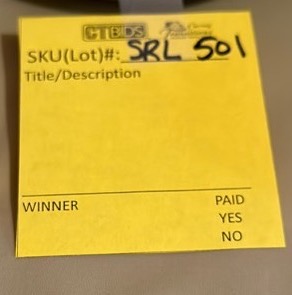 CTBIDS
SKU(Lot)#: SRL 501
Title/Description
WINNER PAID
YES
NO